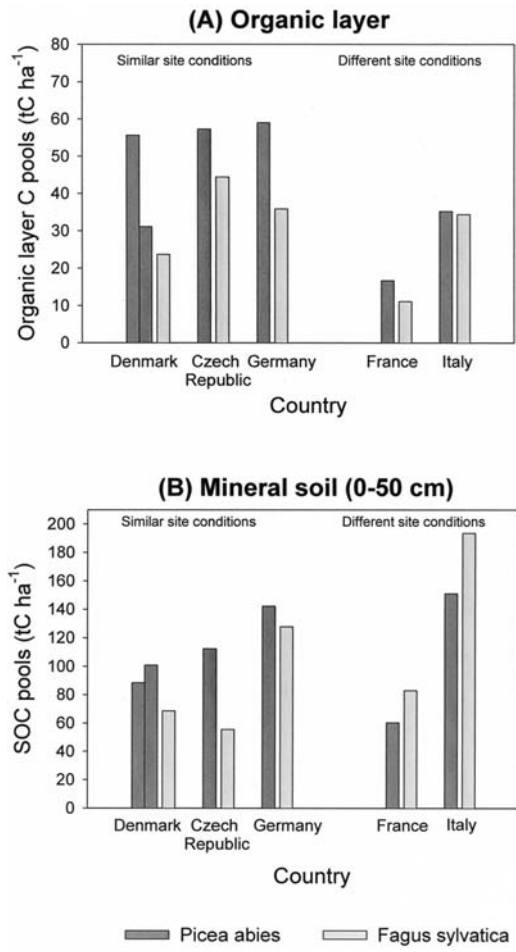 (A) Organic layer
Organic layer C pools (tC ha⁻¹)
80
70
60
50
40
30
20
10
0
Similar site conditions
Different site conditions
Denmark Czech Republic Germany France Italy
Country
(B) Mineral soil (0-50 cm)
SOC pools (tC ha⁻¹)
200
180
160
140
120
100
80
60
40
20
0
Similar site conditions
Different site conditions
Denmark Czech Republic Germany France Italy
Country
Picea abies
Fagus sylvatica